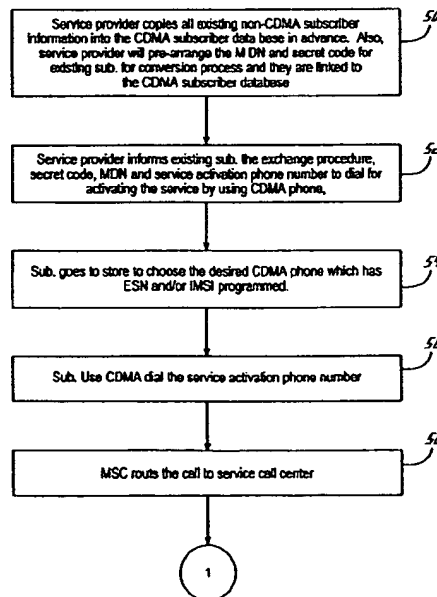 Service provider copies all existing non-CDMA subscriber
information into the CDMA subscriber data base in advance. Also,
service provider will pre-arrange the MDN and secret code for
existing sub. for conversion process and they are linked to
the CDMA subscriber database
Service provider informs existing sub. the exchange procedure,
secret code, MDN and service activation phone number to dial for
activating the service by using CDMA phone,
Sub. goes to store to choose the desired CDMA phone which has
ESN and/or IMSI programmed.
Sub. Use CDMA dial the service activation phone number
MSC routs the call to service call center
1